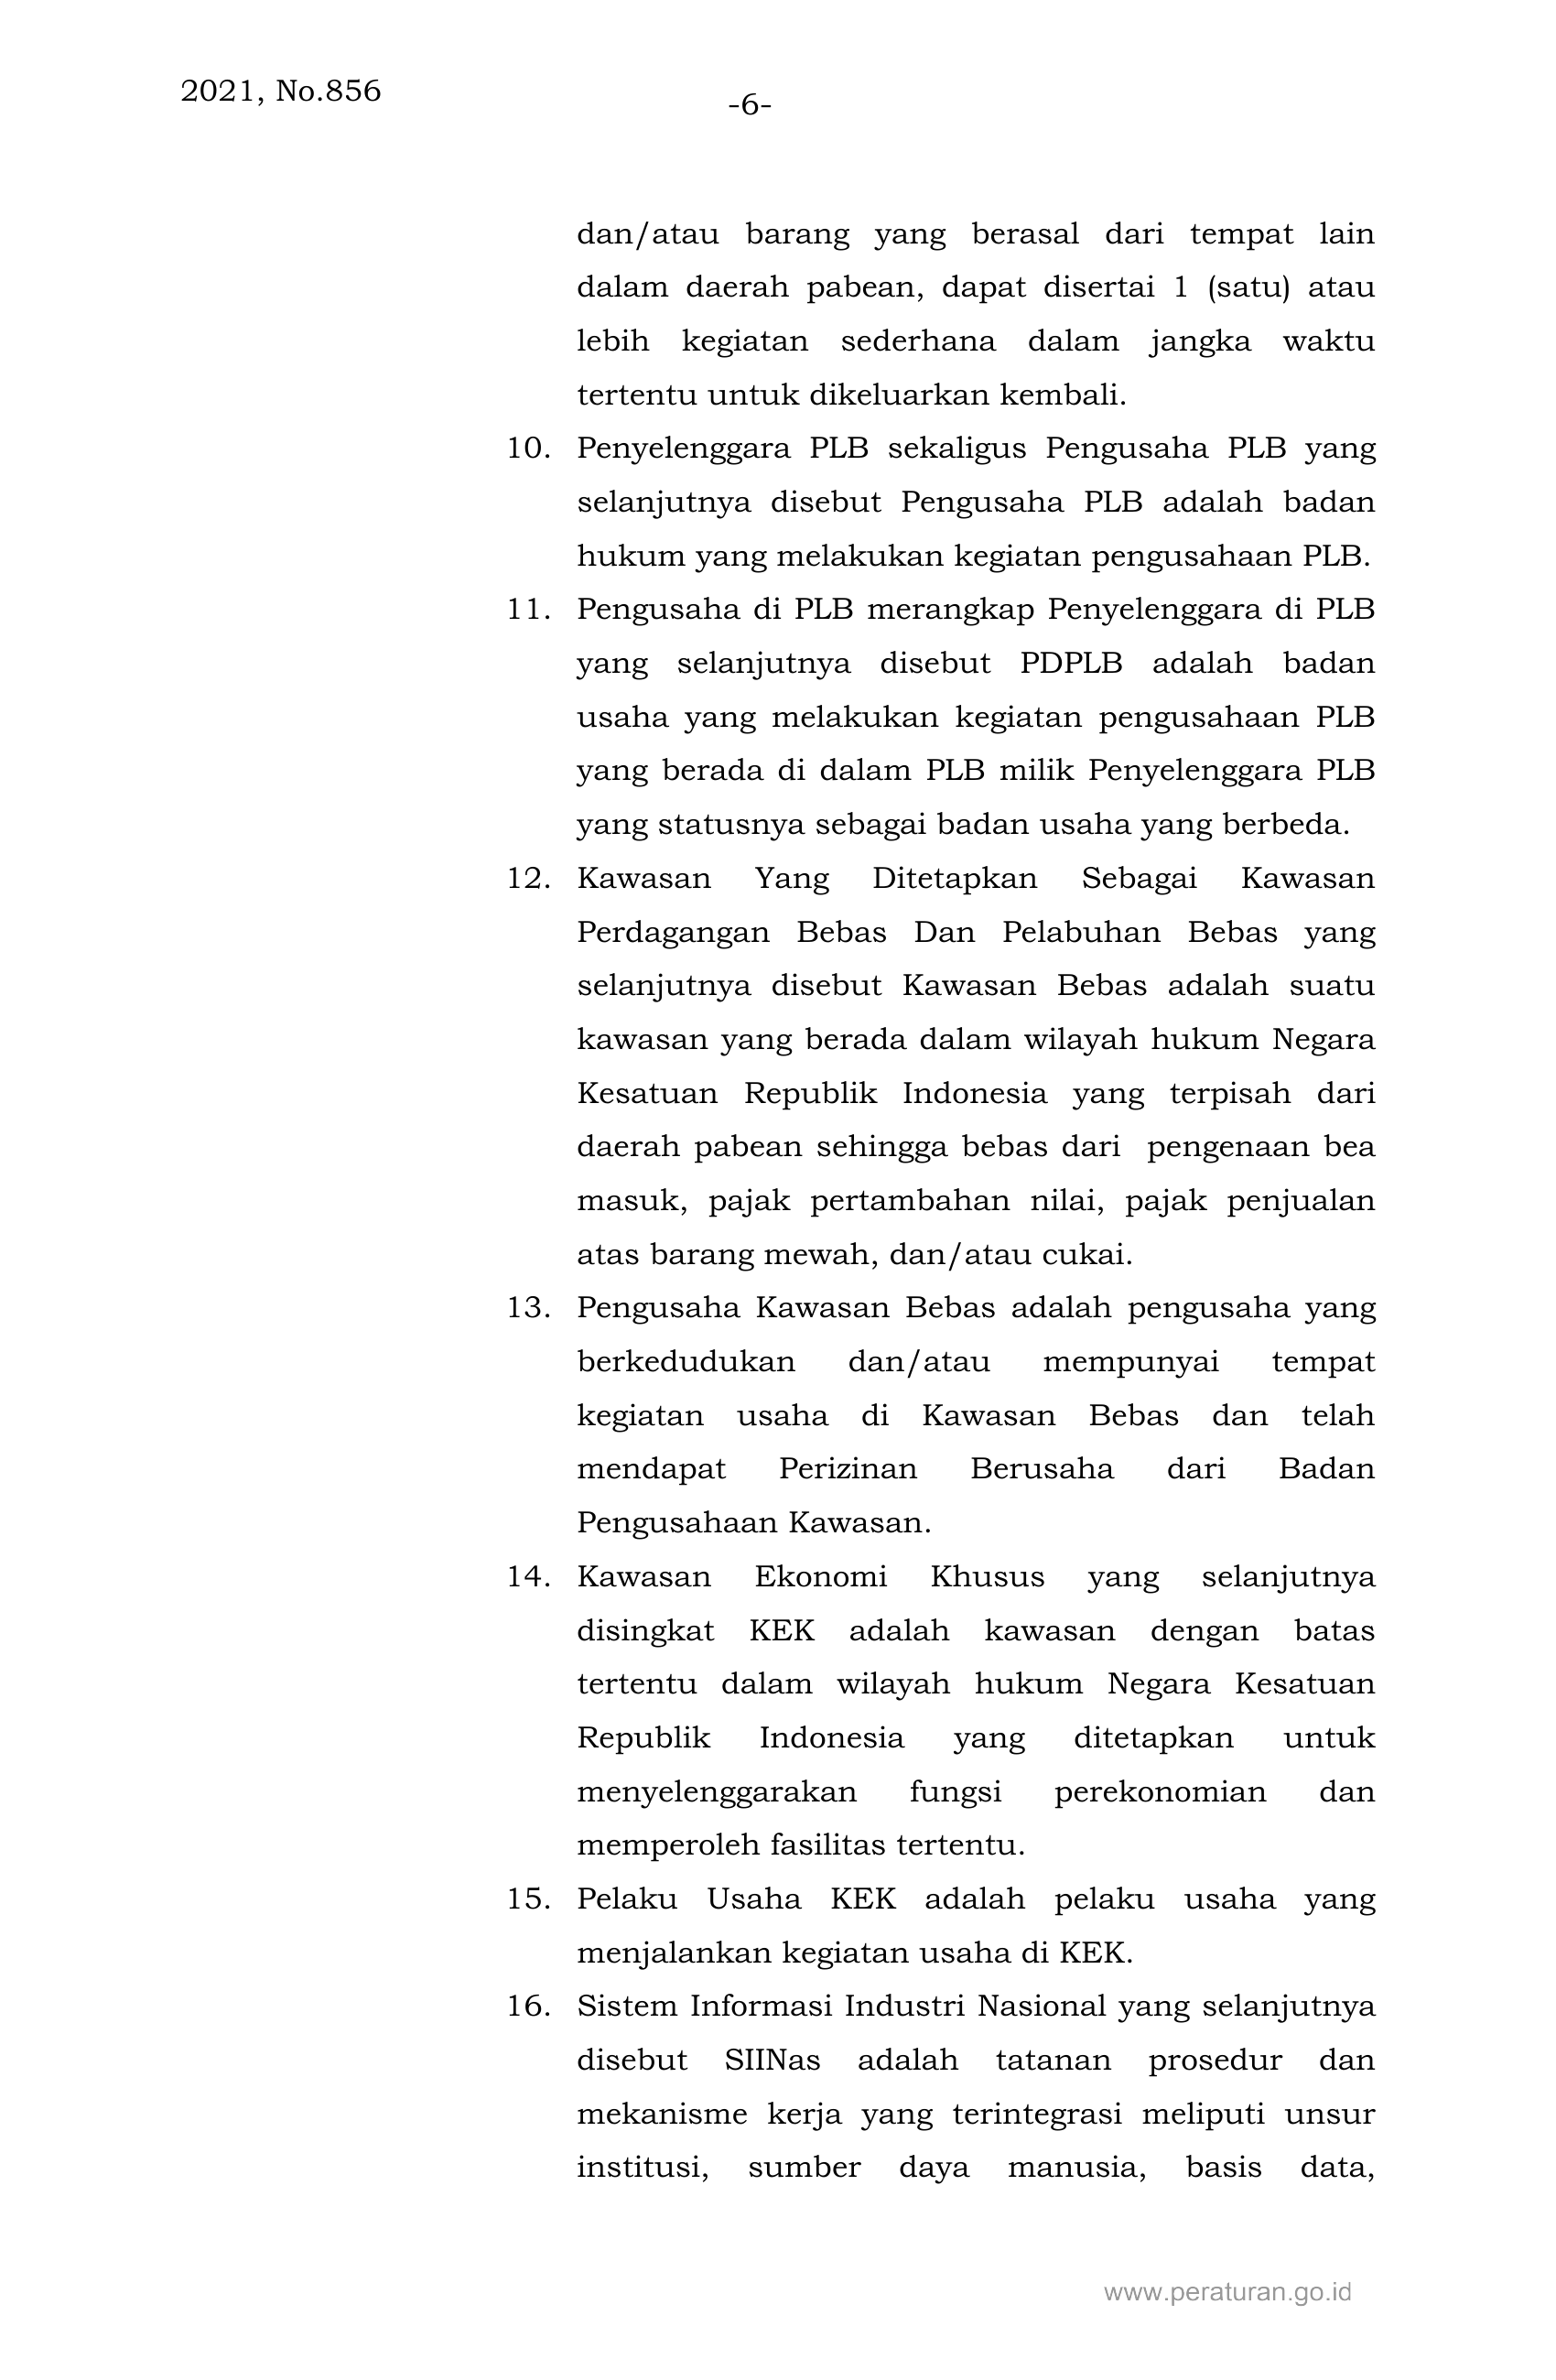 2021, No.856
-6-
dan/atau barang yang berasal dari tempat lain
dalam daerah pabean, dapat disertai 1 (satu) atau
lebih kegiatan sederhana dalam jangka waktu
tertentu untuk dikeluarkan kembali.
10. Penyelenggara PLB sekaligus Pengusaha PLB yang
selanjutnya disebut Pengusaha PLB adalah badan
hukum yang melakukan kegiatan pengusahaan PLB.
11. Pengusaha di PLB merangkap Penyelenggara di PLB
yang selanjutnya disebut PDPLB adalah badan
usaha yang melakukan kegiatan pengusahaan PLB
yang berada di dalam PLB milik Penyelenggara PLB
yang statusnya sebagai badan usaha yang berbeda.
12. Kawasan Yang Ditetapkan Sebagai Kawasan
Perdagangan Bebas Dan Pelabuhan Bebas yang
selanjutnya disebut Kawasan Bebas adalah suatu
kawasan yang berada dalam wilayah hukum Negara
Kesatuan Republik Indonesia yang terpisah dari
daerah pabean sehingga bebas dari pengenaan bea
masuk, pajak pertambahan nilai, pajak penjualan
atas barang mewah, dan/atau cukai.
13. Pengusaha Kawasan Bebas adalah pengusaha yang
berkedudukan dan/atau mempunyai tempat
kegiatan usaha di Kawasan Bebas dan telah
mendapat Perizinan Berusaha dari Badan
Pengusahaan Kawasan.
14. Kawasan Ekonomi Khusus yang selanjutnya
disingkat KEK adalah kawasan dengan batas
tertentu dalam wilayah hukum Negara Kesatuan
Republik Indonesia yang ditetapkan untuk
menyelenggarakan fungsi perekonomian dan
memperoleh fasilitas tertentu.
15. Pelaku Usaha KEK adalah pelaku usaha yang
menjalankan kegiatan usaha di KEK.
16. Sistem Informasi Industri Nasional yang selanjutnya
disebut SIINas adalah tatanan prosedur dan
mekanisme kerja yang terintegrasi meliputi unsur
institusi, sumber daya manusia, basis data,
www.peraturan.go.id